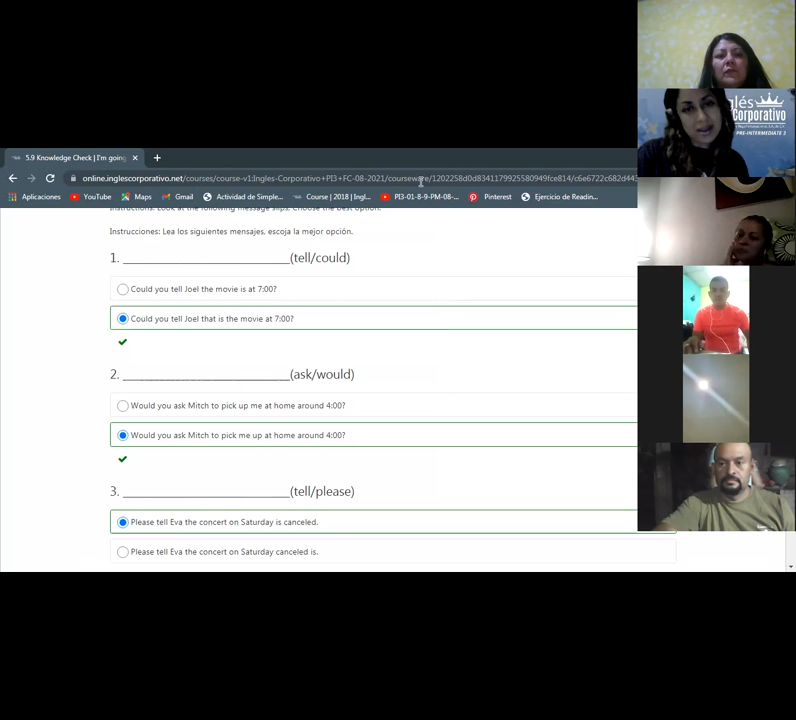 5.9 Knowledge Check | I'm going
online.inglescorporativo.net/courses/course-v1:Ingles-Corporativo+PI3+FC-08-2021/courseware/1202258d0d8341179925580949fce814/c6e6722c682d443
Aplicaciones YouTube Maps Gmail Actividad de Simple... Course | 2018 | Ingl... PI3-01-8-9-PM-08-... Pinterest Ejercicio de Readin...
Instrucciones: Lea los siguientes mensajes, escoja la mejor opción.
1. ___________________________(tell/could)
Could you tell Joel the movie is at 7:00?
Could you tell Joel that is the movie at 7:00?
2. ___________________________(ask/would)
Would you ask Mitch to pick up me at home around 4:00?
Would you ask Mitch to pick me up at home around 4:00?
3. ___________________________(tell/please)
Please tell Eva the concert on Saturday is canceled.
Please tell Eva the concert on Saturday canceled is.
glés
orporativo
PRE-INTERMEDIATE 3